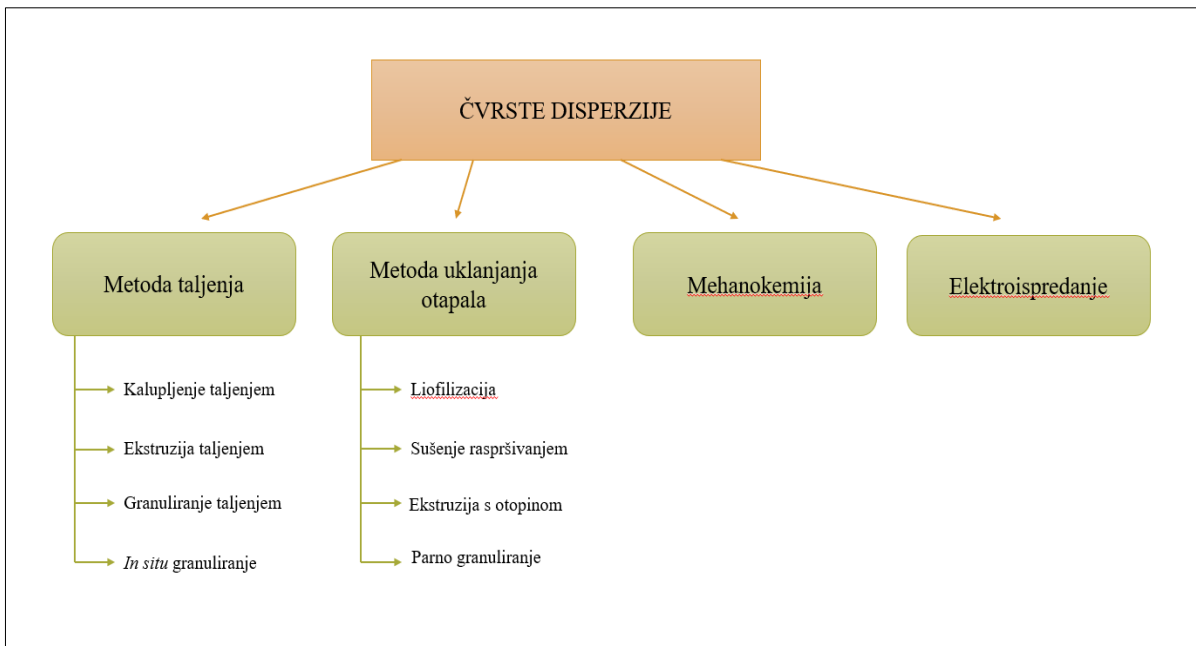 ČVRSTE DISPERZIJE
Metoda taljenja
Kalupljenje taljenjem
Ekstruzija taljenjem
Granuliranje taljenjem
In situ granuliranje
Metoda uklanjanja
otapala
Liofilizacija
Sušenje raspršivanjem
Ekstruzija s otopinom
Parno granuliranje
Mehanokemija
Elektroispredanje